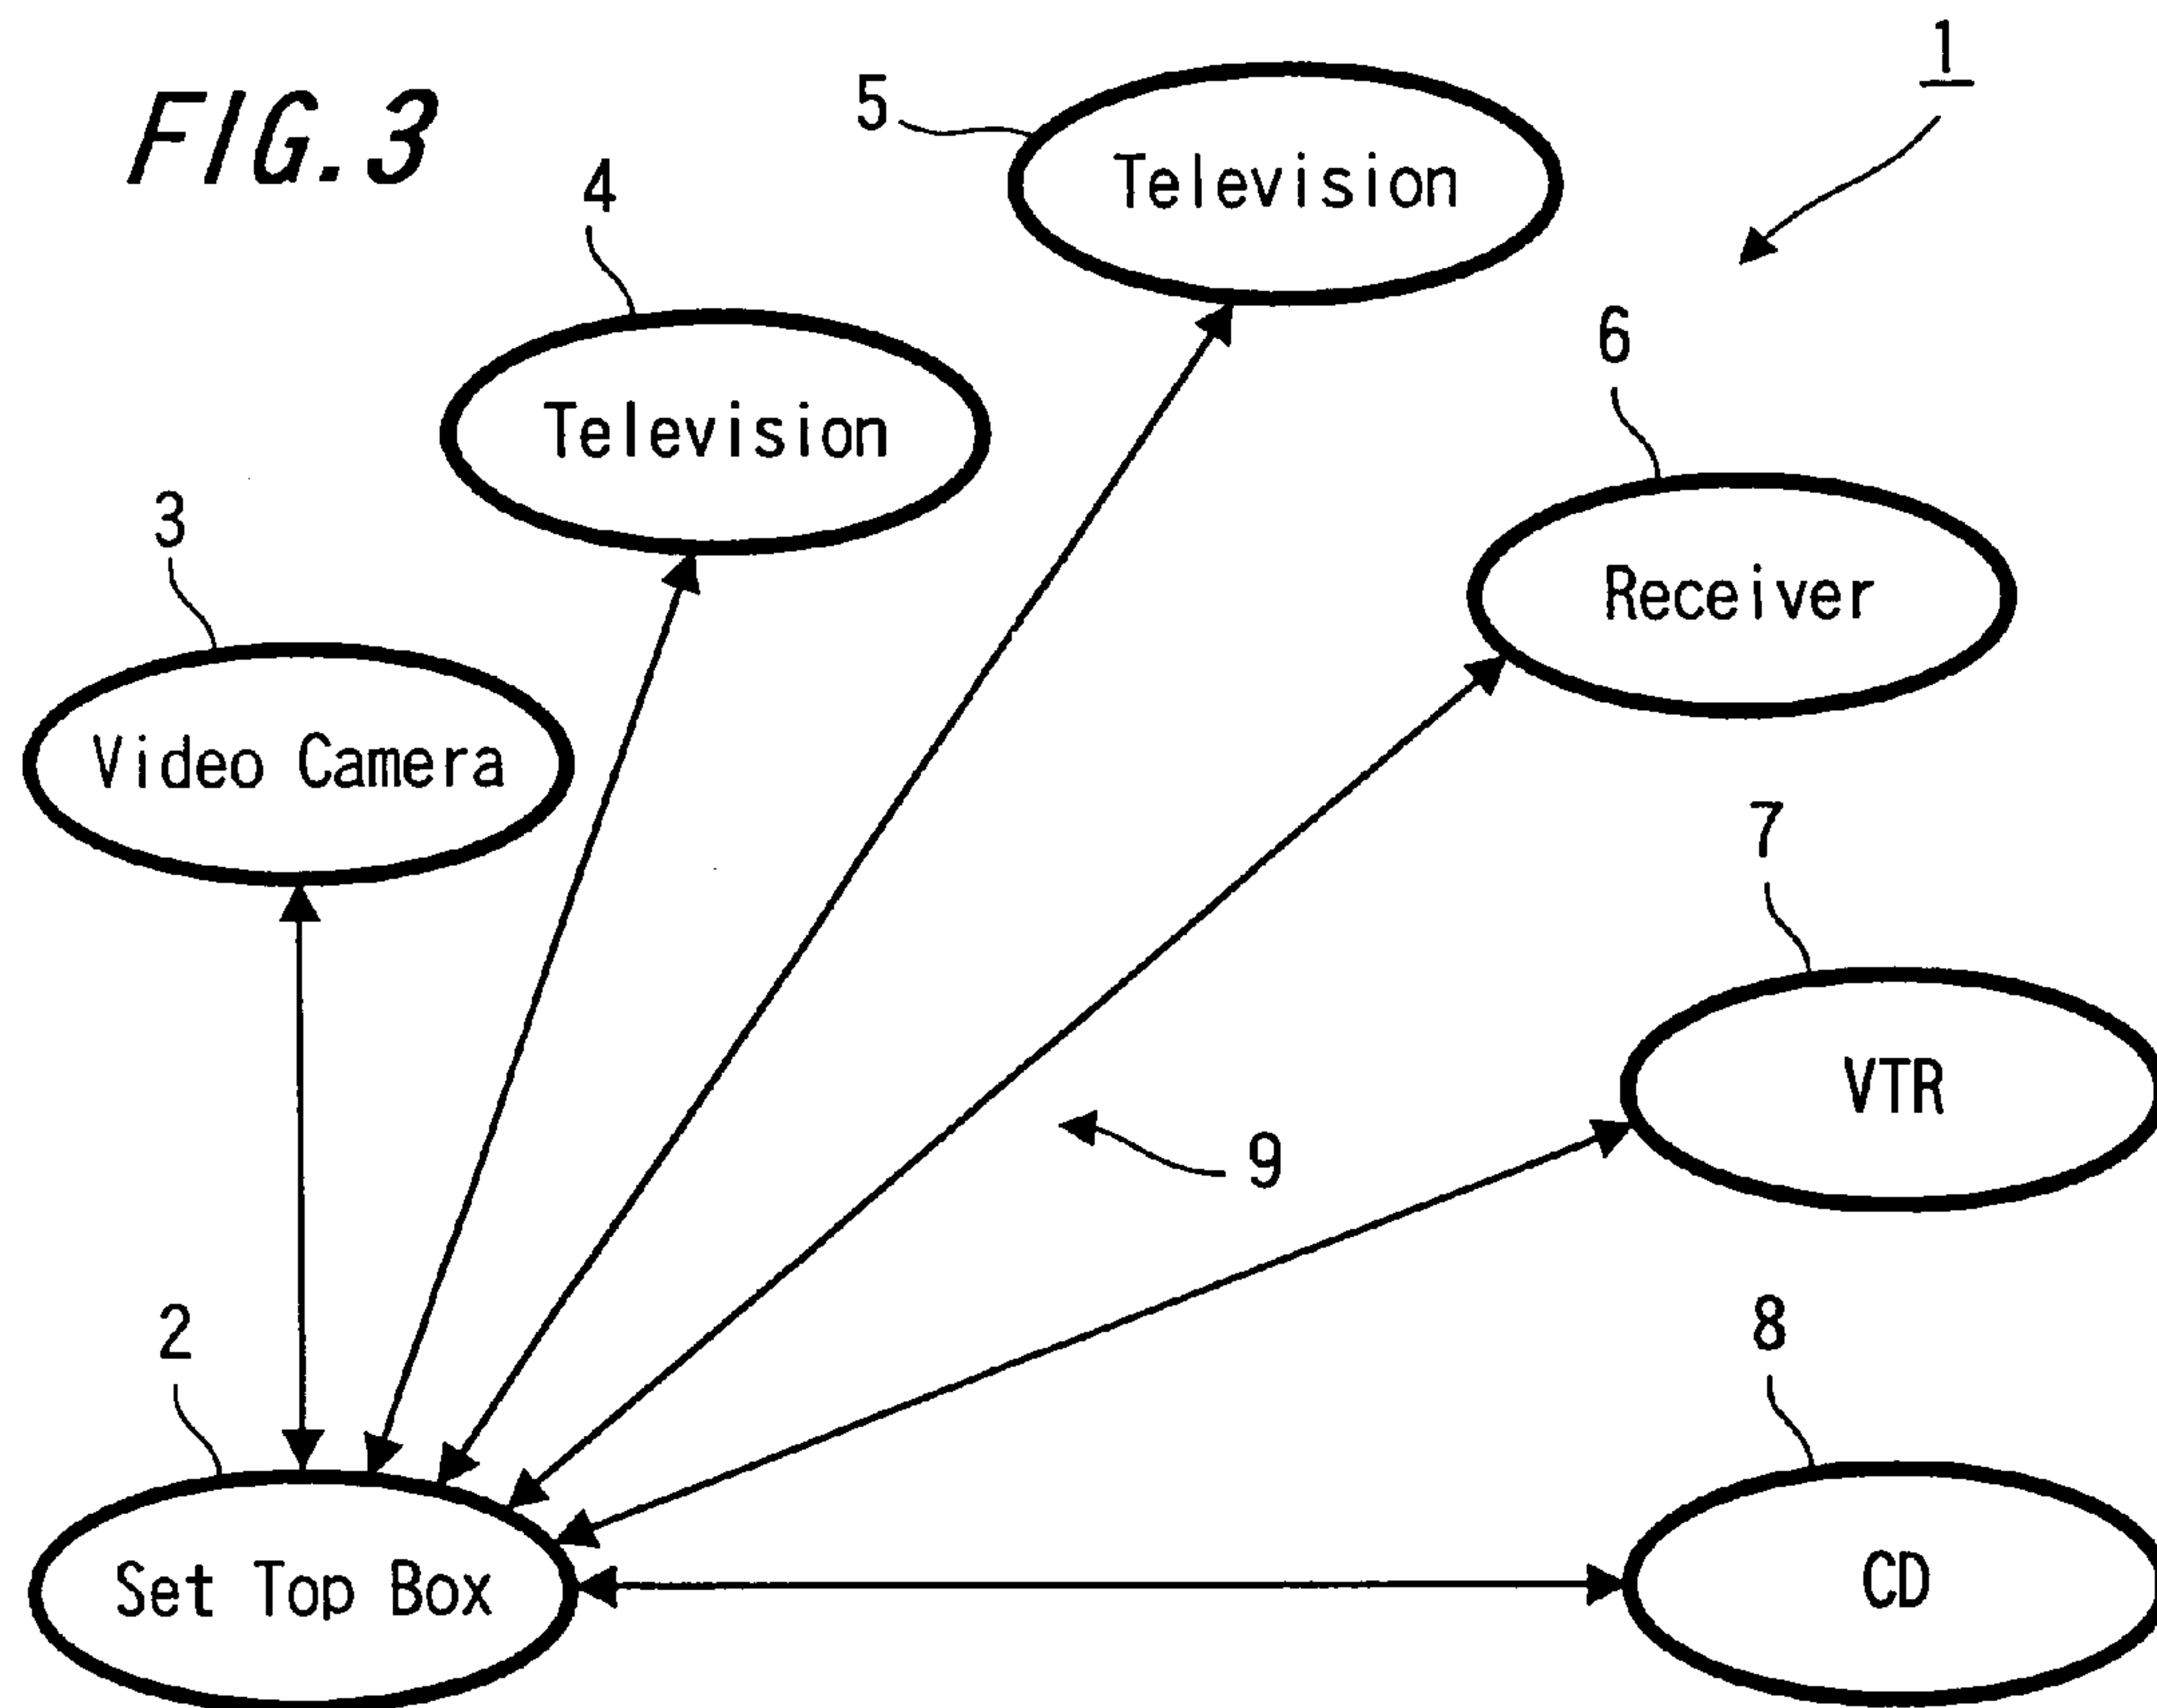 FIG.3
1
5
Television
4
Television
6
Receiver
3
Video Camera
7
VTR
9
2
Set Top Box
8
CD